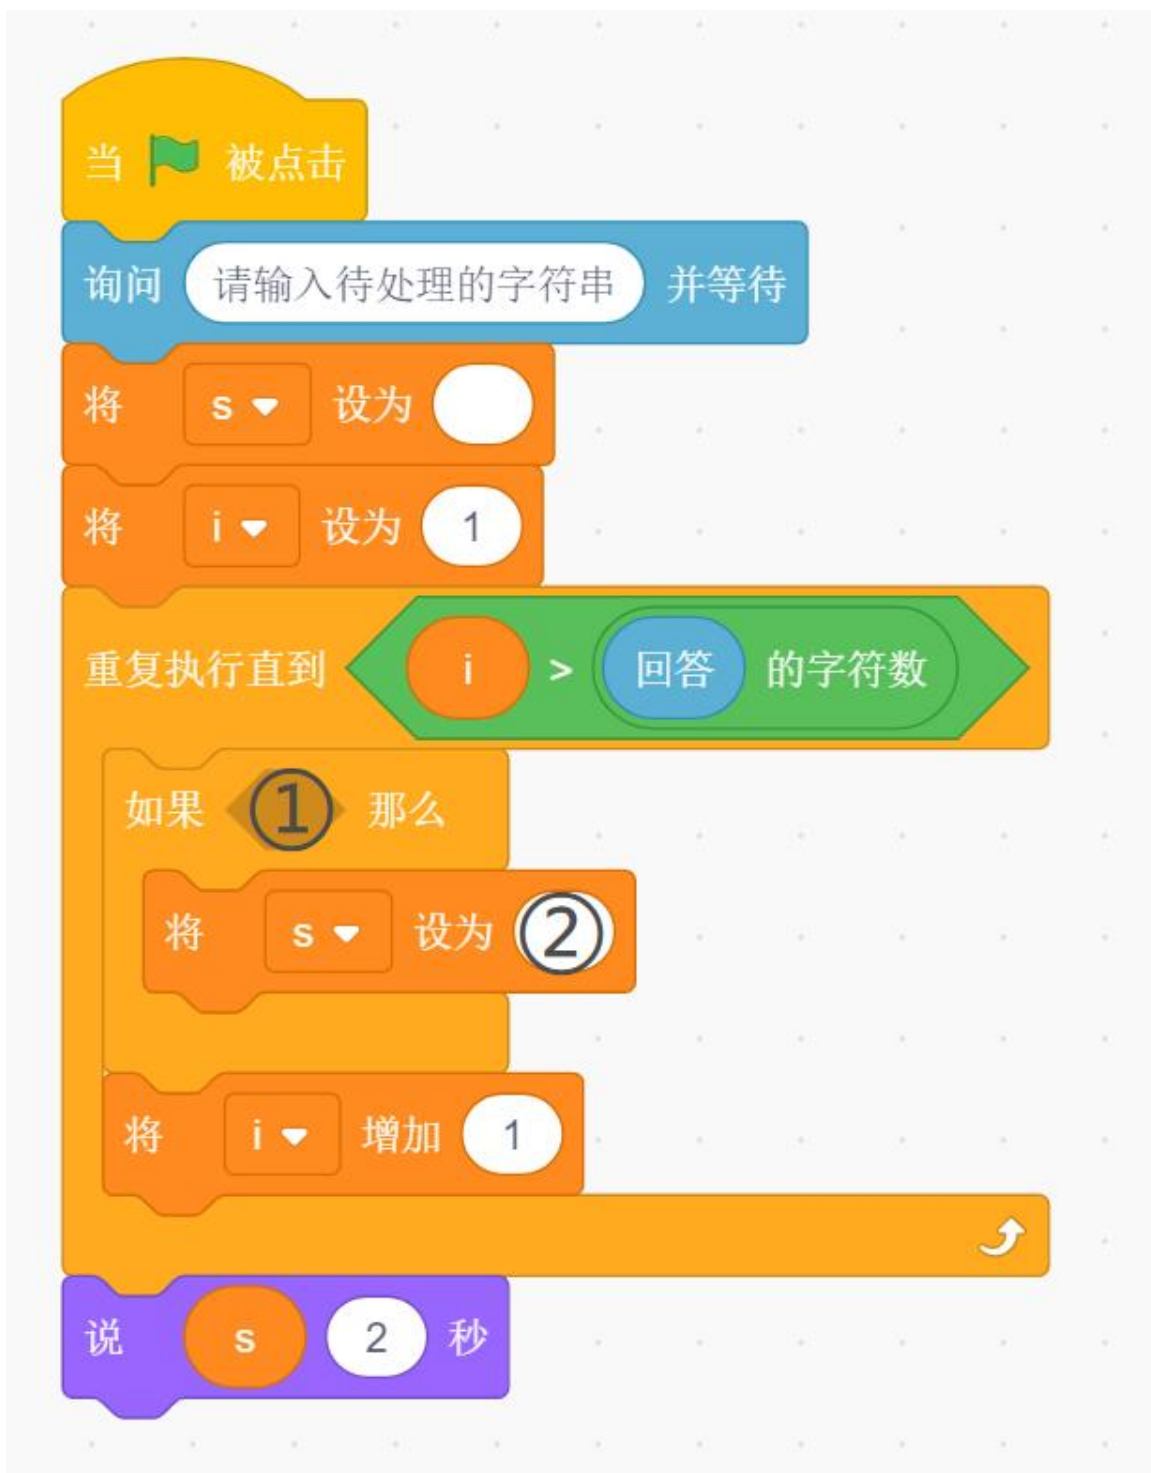 当 被点击
询问 请输入待处理的字符串 并等待
将 s 设为
将 i 设为 1
重复执行直到 i > 回答 的字符数
如果 ① 那么
将 s 设为 ②
将 i 增加 1
说 s 2 秒